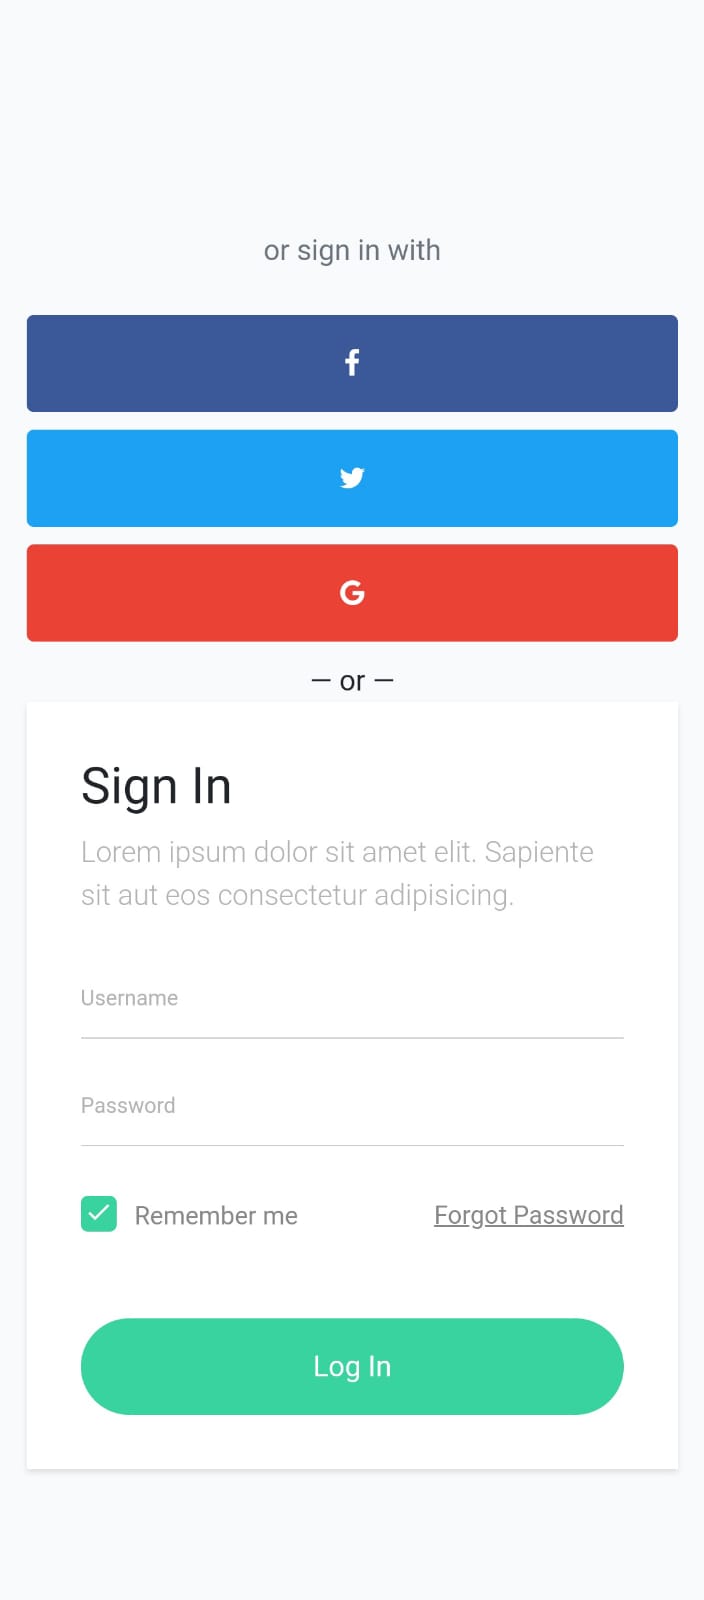 or sign in with
— or —
Sign In
Lorem ipsum dolor sit amet elit. Sapiente
sit aut eos consectetur adipisicing.
Username
Password
Remember me
Forgot Password
Log In